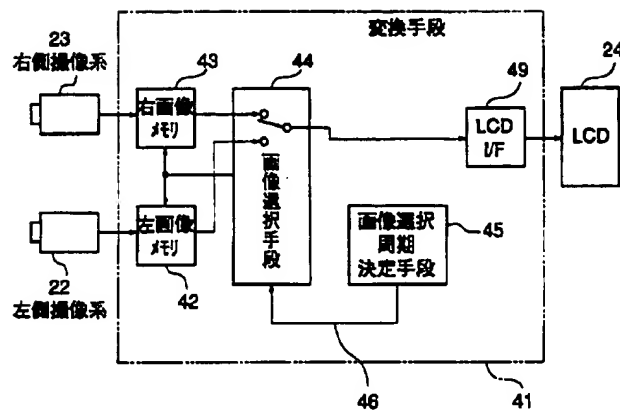 変換手段
23
右側撮像系
43
右画像
メモリ
44
画像選択手段
49
LCD
I/F
24
LCD
左画像
メモリ
42
22
左側撮像系
画像選択
周期
決定手段
45
46
41